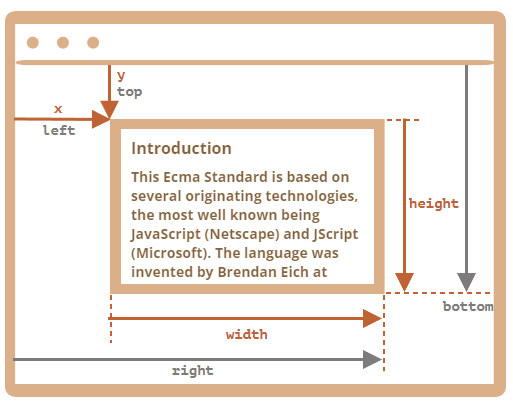 y
top
x
left
Introduction
This Ecma Standard is based on
several originating technologies,
the most well known being
JavaScript (Netscape) and JScript
(Microsoft). The language was
invented by Brendan Eich at
height
bottom
width
right